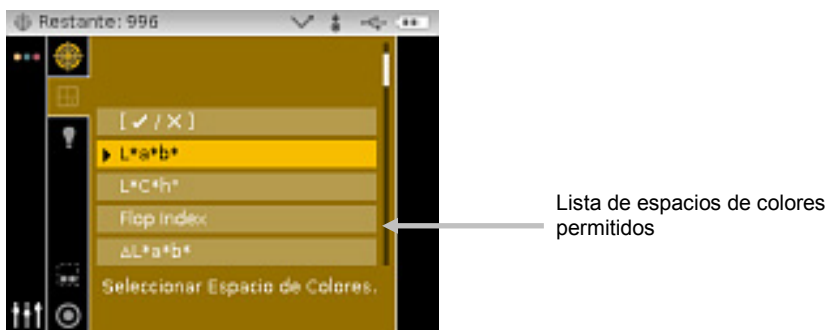 Restante: 996
[ ✔ / ✕ ]
L*a*b*
L*C*h°
Flop Index
ΔL*a*b*
Seleccionar Espacio de Colores.
Lista de espacios de colores
permitidos